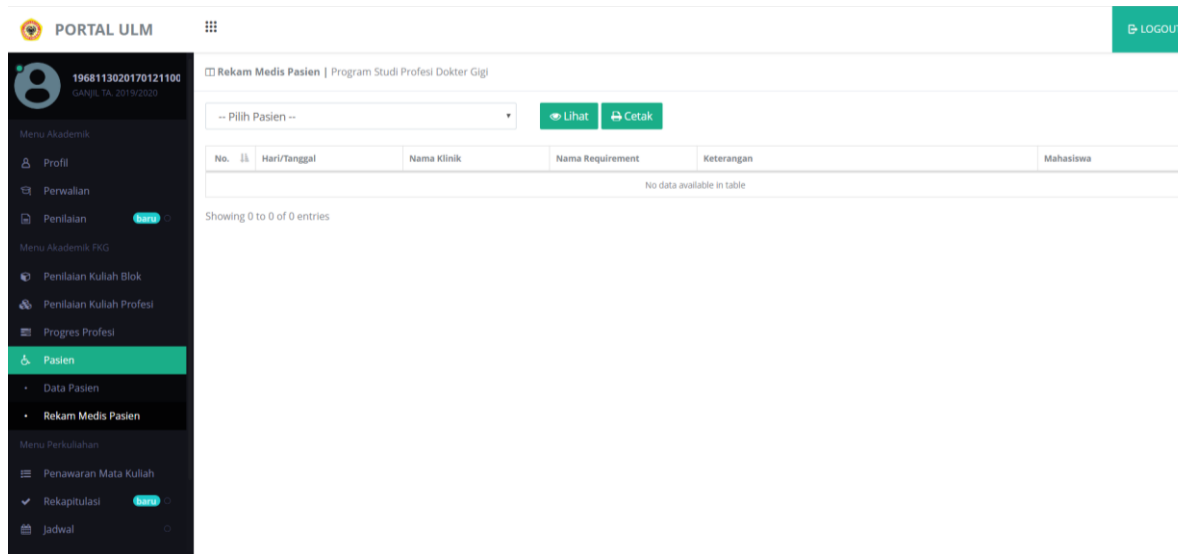 PORTAL ULM
LOGOUT
1968113020170121100
GANJIL TA. 2019/2020
Rekam Medis Pasien | Program Studi Profesi Dokter Gigi
-- Pilih Pasien --
Lihat
Cetak
No. Hari/Tanggal Nama Klinik Nama Requirement Keterangan Mahasiswa
No data available in table
Showing 0 to 0 of 0 entries
Menu Akademik
Profil
Perwalian
Penilaian baru
Menu Akademik FKG
Penilaian Kuliah Blok
Penilaian Kuliah Profesi
Progres Profesi
Pasien
Data Pasien
Rekam Medis Pasien
Menu Perkuliahan
Penawaran Mata Kuliah
Rekapitulasi baru
Jadwal